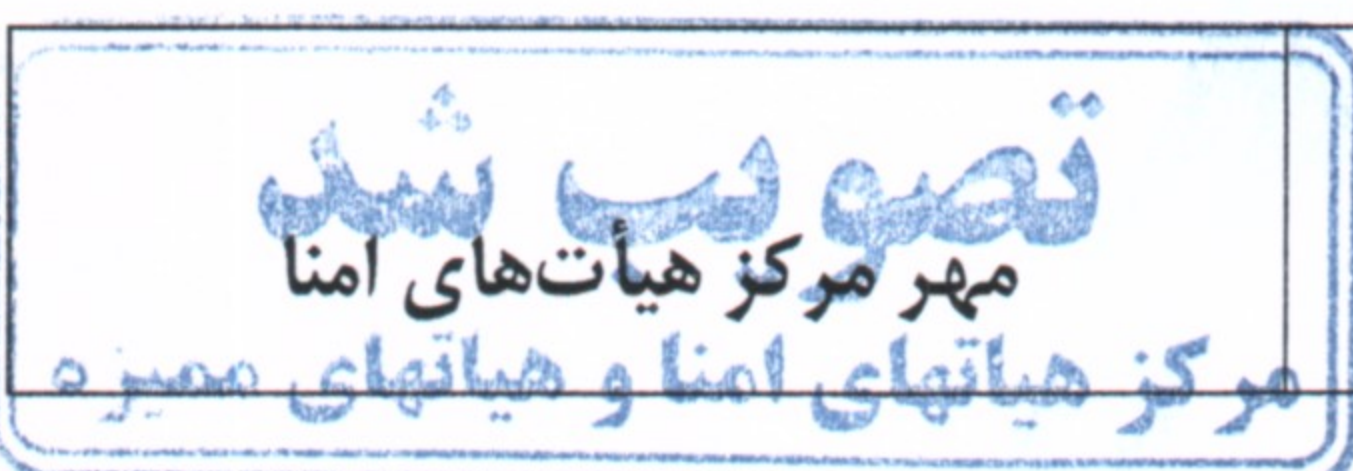 تصویب شد
مهر مرکز هیأت‌های امنا
مرکز هیاتهای امنا و هیاتهای ممیزه